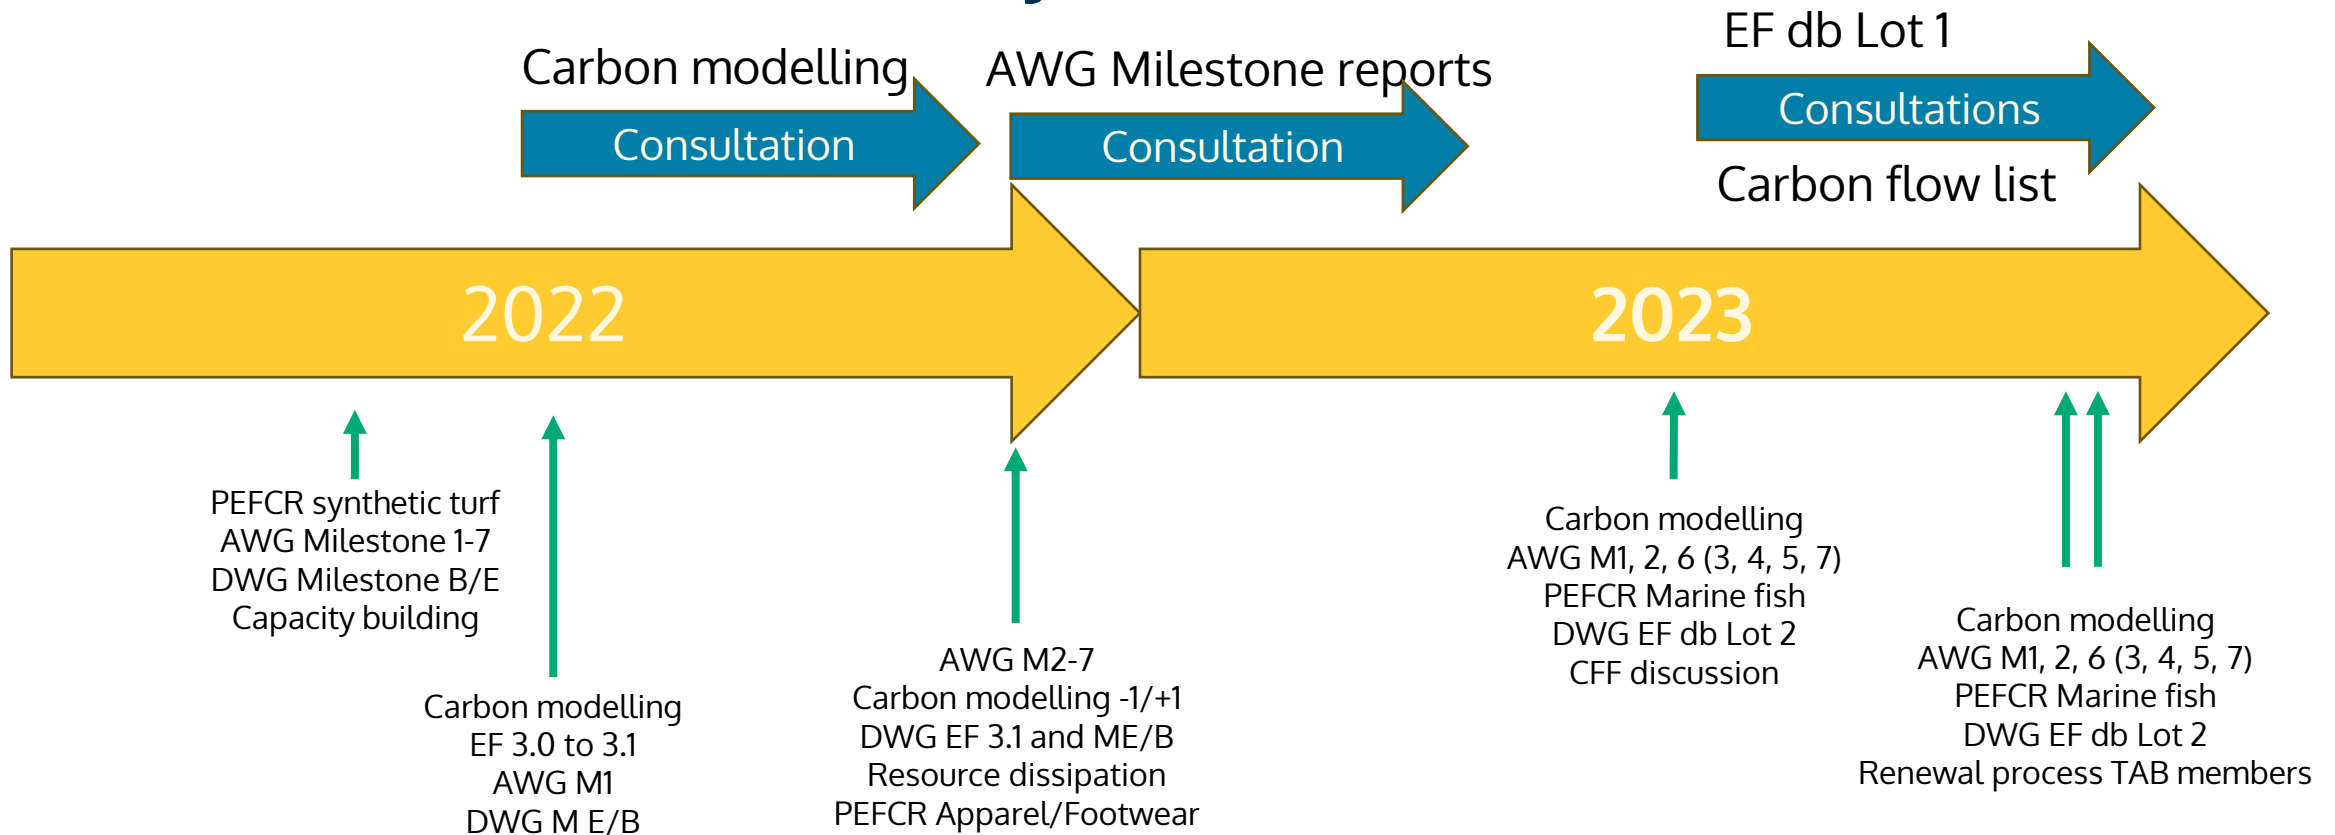 Carbon modelling
Consultation
AWG Milestone reports
Consultation
EF db Lot 1
Consultations
Carbon flow list
2022
2023
PEFCR synthetic turf
AWG Milestone 1-7
DWG Milestone B/E
Capacity building
Carbon modelling
EF 3.0 to 3.1
AWG M1
DWG M E/B
AWG M2-7
Carbon modelling -1/+1
DWG EF 3.1 and ME/B
Resource dissipation
PEFCR Apparel/Footwear
Carbon modelling
AWG M1, 2, 6 (3, 4, 5, 7)
PEFCR Marine fish
DWG EF db Lot 2
CFF discussion
Carbon modelling
AWG M1, 2, 6 (3, 4, 5, 7)
PEFCR Marine fish
DWG EF db Lot 2
Renewal process TAB members